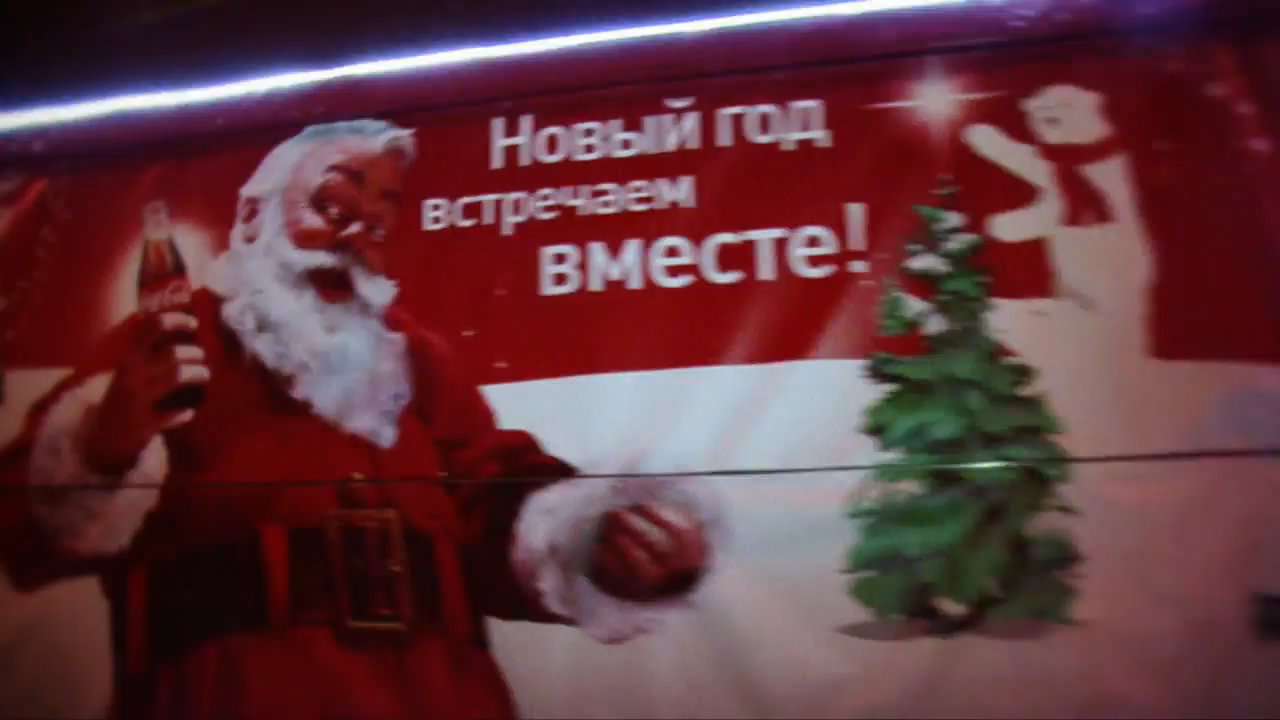 Новый год
встречаем
вместе!